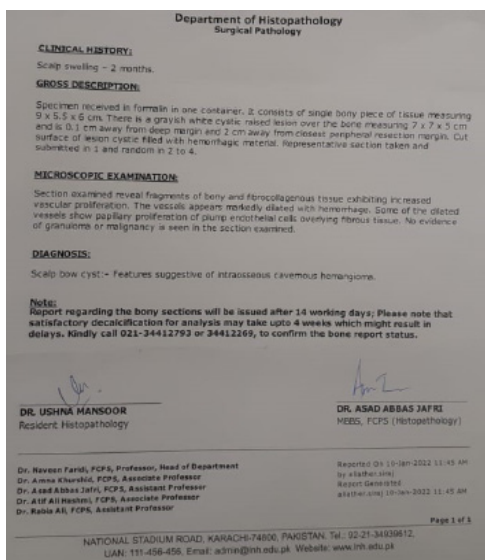 Department of Histopathology
Surgical Pathology
CLINICAL HISTORY:
Scalp swelling - 2 months.
GROSS DESCRIPTION:
Specimen received in formalin in one container. It consists of single bony piece of tissue measuring
9 x 5.5 x 6 cm. There is a grayish white cystic raised lesion over the bone measuring 7 x 7 x 5 cm
and is 0.1 cm away from deep margin and 2 cm away from closest peripheral resection margin. Cut
surface of lesion cystic filled with hemorrhagic material. Representative section taken and
submitted in 1 and random in 2 to 4.
MICROSCOPIC EXAMINATION:
Section examined reveal fragments of bony and fibrocollagenous tissue exhibiting increased
vascular proliferation. The vessels appears markedly dilated with hemorrhage. Some of the dilated
vessels show papillary proliferation of plump endothelial cells overlying fibrous tissue. No evidence
of granuloma or malignancy is seen in the section examined.
DIAGNOSIS:
Scalp bow cyst:- Features suggestive of intraosseous cavernous hemangioma.
Note:
Report regarding the bony sections will be issued after 14 working days; Please note that
satisfactory decalcification for analysis may take upto 4 weeks which might result in
delays. Kindly call 021-34412793 or 34412269, to confirm the bone report status.
DR. USHNA MANSOOR
Resident Histopathology
DR. ASAD ABBAS JAFRI
MBBS, FCPS (Histopathology)
Dr. Naveen Faridi, FCPS, Professor, Head of Department
Dr. Amna Khurshid, FCPS, Associate Professor
Dr. Asad Abbas Jafri, FCPS, Assistant Professor
Dr. Atif Ali Hashmi, FCPS, Assistant Professor
Dr. Rabia Ali, FCPS, Assistant Professor
Reported On 10-Jan-2022 11:45 AM
by
Report Generated
10-Jan-2022 11:45 AM
Page 1 of 1
NATIONAL STADIUM ROAD, KARACHI-74800, PAKISTAN. Tel.: 92-21-34939612,
UAN: 111-456-456, Email: admin@lnh.edu.pk Website: www.lnh.edu.pk